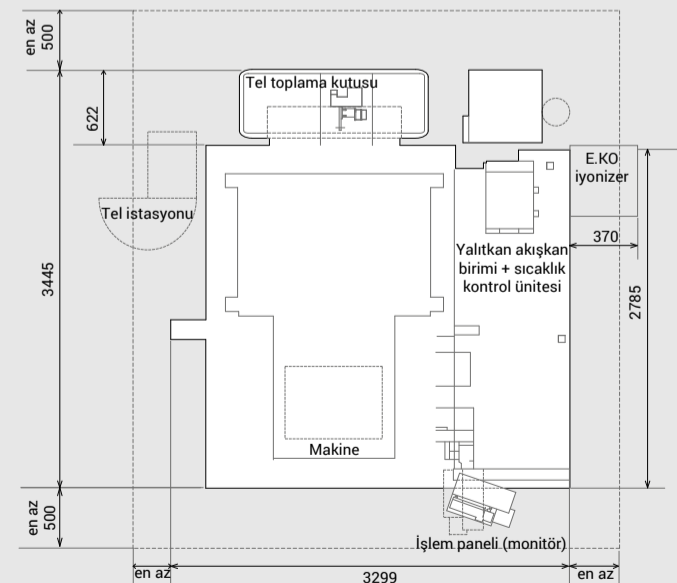 en az
500
Tel toplama kutusu
622
E.KO
iyonizer
Tel istasyonu
370
Yalıtkan akışkan
birimi + sıcaklık
kontrol ünitesi
3445
2785
Makine
en az
500
İşlem paneli (monitör)
en az
3299
en az